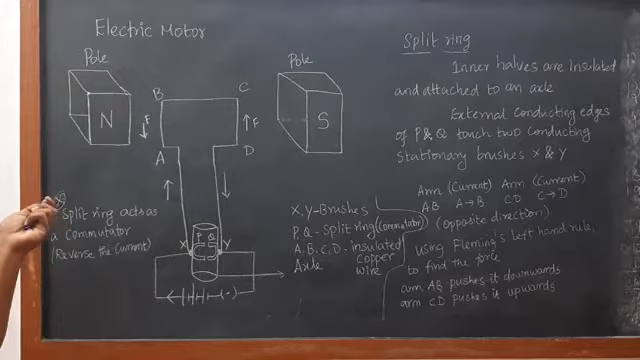 Electric Motor
Pole
N
B
C
A
D
F
F
Pole
S
Split ring acts as
a commutator
(Reverse the Current)
X
Y
P
Q
X,Y-Brushes
P,Q-split ring (commutator)
A,B,C,D-insulated
copper
wire
Axle
Split ring
Inner halves are Insulated
and attached to an axle
External conducting edges
of P&Q touch two conducting
Stationary brushes X & Y
Arm (Current) Arm (Current)
AB A→B CD C→D
(opposite direction)
Using Fleming's left hand rule,
to find the force
arm AB pushes it downwards
arm CD pushes it upwards